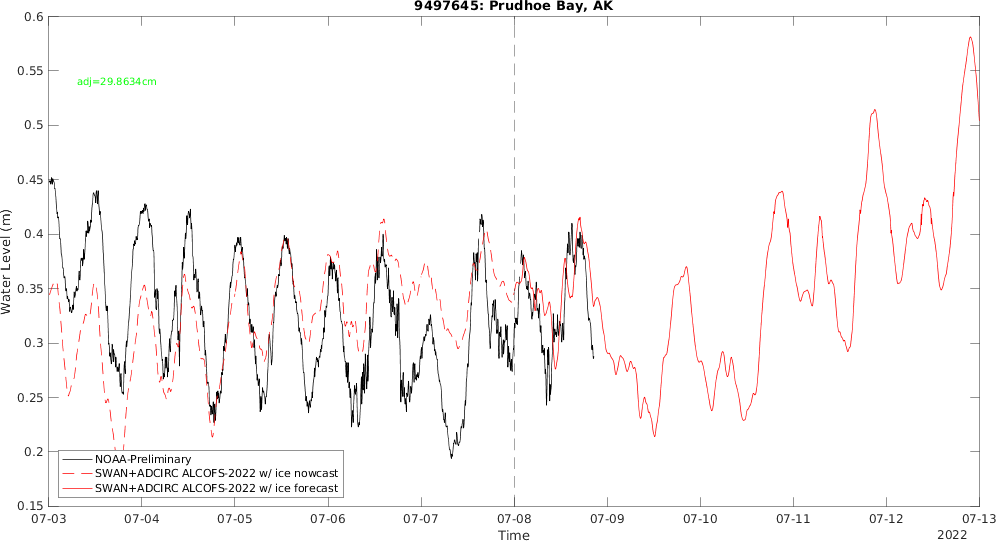 9497645: Prudhoe Bay, AK
adj=29.8634cm
Water Level (m)
0.6
0.55
0.5
0.45
0.4
0.35
0.3
0.25
0.2
0.15
NOAA-Preliminary
SWAN+ADCIRC ALCOFS-2022 w/ ice nowcast
SWAN+ADCIRC ALCOFS-2022 w/ ice forecast
07-03 07-04 07-05 07-06 07-07 07-08 07-09 07-10 07-11 07-12 07-13
Time
2022